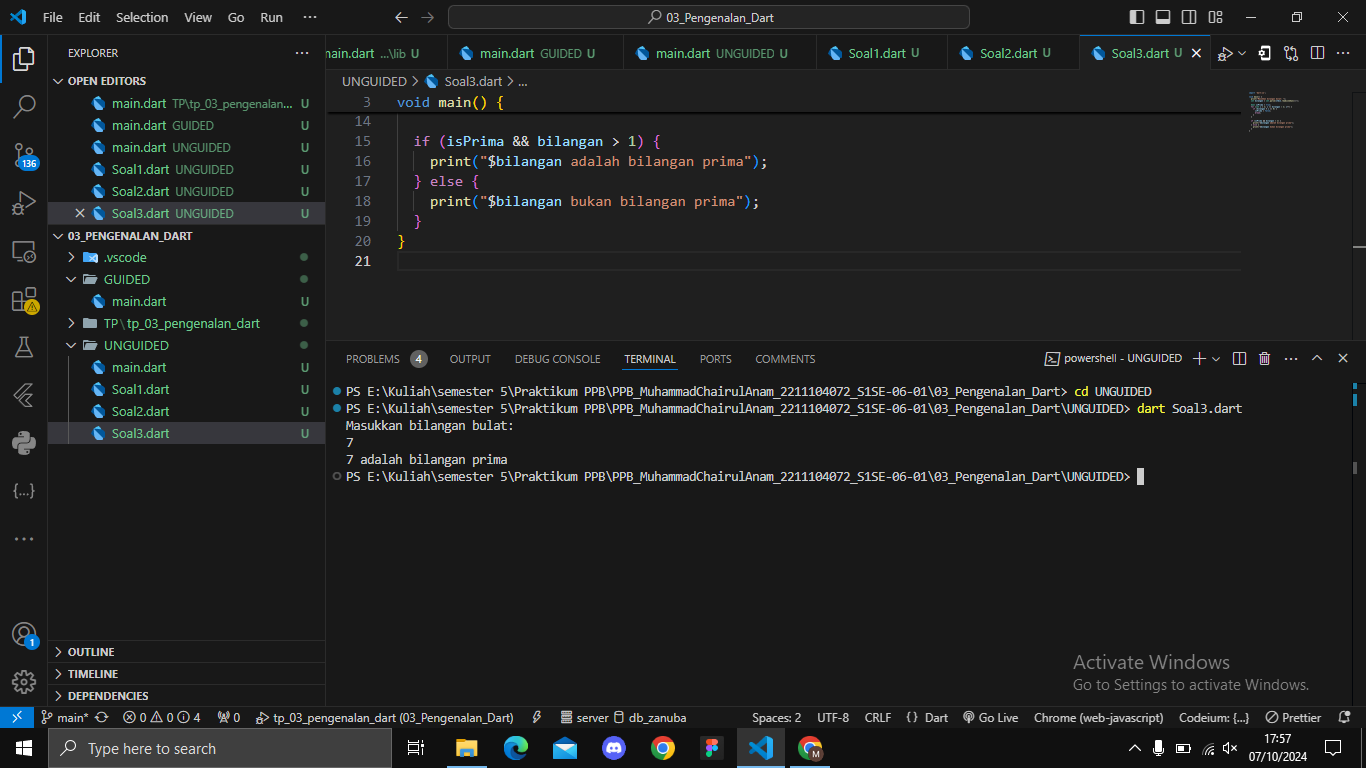 File Edit Selection View Go Run ···
03_Pengenalan_Dart
EXPLORER
OPEN EDITORS
main.dart TP\tp_03_pengenalan... U
main.dart GUIDED U
main.dart UNGUIDED U
Soal1.dart UNGUIDED U
Soal2.dart UNGUIDED U
Soal3.dart UNGUIDED U
136
03_PENGENALAN_DART
.vscode
GUIDED
main.dart U
TP\tp_03_pengenalan_dart
UNGUIDED
main.dart U
Soal1.dart U
Soal2.dart U
Soal3.dart U
1
OUTLINE
TIMELINE
DEPENDENCIES
main.dart ...\lib U main.dart GUIDED U main.dart UNGUIDED U Soal1.dart U Soal2.dart U Soal3.dart U
UNGUIDED > Soal3.dart > ...
3 void main() {
14
15 if (isPrima && bilangan > 1) {
16 print("$bilangan adalah bilangan prima");
17 } else {
18 print("$bilangan bukan bilangan prima");
19 }
20 }
21
PROBLEMS 4 OUTPUT DEBUG CONSOLE TERMINAL PORTS COMMENTS powershell - UNGUIDED
PS E:\Kuliah\semester 5\Praktikum PPB\PPB_MuhammadChairulAnam_2211104072_S1SE-06-01\03_Pengenalan_Dart> cd UNGUIDED
PS E:\Kuliah\semester 5\Praktikum PPB\PPB_MuhammadChairulAnam_2211104072_S1SE-06-01\03_Pengenalan_Dart\UNGUIDED> dart Soal3.dart
Masukkan bilangan bulat:
7
7 adalah bilangan prima
PS E:\Kuliah\semester 5\Praktikum PPB\PPB_MuhammadChairulAnam_2211104072_S1SE-06-01\03_Pengenalan_Dart\UNGUIDED>
Activate Windows
Go to Settings to activate Windows.
main* 0 0 4 0 tp_03_pengenalan_dart (03_Pengenalan_Dart) server db_zanuba Spaces: 2 UTF-8 CRLF {} Dart Go Live Chrome (web-javascript) Codeium: {...} Prettier
Type here to search
M
17:57
07/10/2024